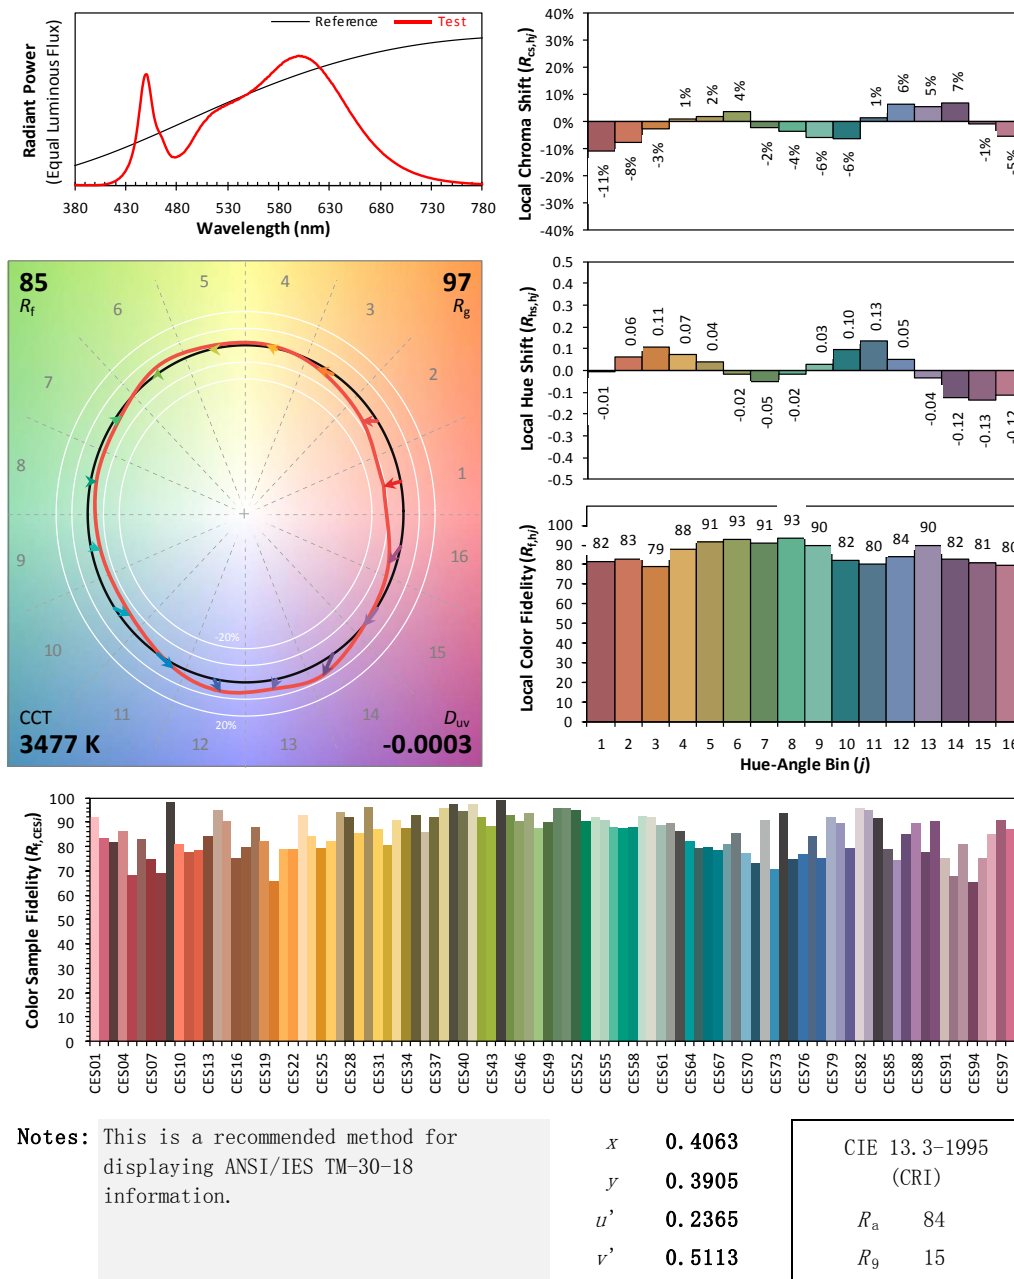 Reference Test
Radiant Power
(Equal Luminous Flux)
380 430 480 530 580 630 680 730 780
Wavelength (nm)
Local Chroma Shift (Rcs,hj)
40%
30%
20%
10%
0%
-10%
-20%
-30%
-40%
-11% -8% -3% 1% 2% 4% -2% -4% -6% -6% 1% 6% 5% 7% -1% -5%
85
Rf
97
Rg
1 2 3 4 5 6 7 8 9 10 11 12 13 14 15 16
-20%
20%
CCT
3477 K
Duv
-0.0003
Local Hue Shift (Rhs,hj)
0.5
0.4
0.3
0.2
0.1
0.0
-0.1
-0.2
-0.3
-0.4
-0.5
-0.01 0.06 0.11 0.07 0.04 -0.02 -0.05 -0.02 0.03 0.10 0.13 0.05 -0.04 -0.12 -0.13 -0.12
Local Color Fidelity (Rf,hj)
100
90
80
70
60
50
40
30
20
10
0
82 83 79 88 91 93 91 93 90 82 80 84 90 82 81 80
1 2 3 4 5 6 7 8 9 10 11 12 13 14 15 16
Hue-Angle Bin (j)
Color Sample Fidelity (Rf,CESi)
100
90
80
70
60
50
40
30
20
10
0
CES01 CES04 CES07 CES10 CES13 CES16 CES19 CES22 CES25 CES28 CES31 CES34 CES37 CES40 CES43 CES46 CES49 CES52 CES55 CES58 CES61 CES64 CES67 CES70 CES73 CES76 CES79 CES82 CES85 CES88 CES91 CES94 CES97
Notes: This is a recommended method for
displaying ANSI/IES TM-30-18
information.
x 0.4063
y 0.3905
u' 0.2365
v' 0.5113
CIE 13.3-1995
(CRI)
Ra 84
R9 15